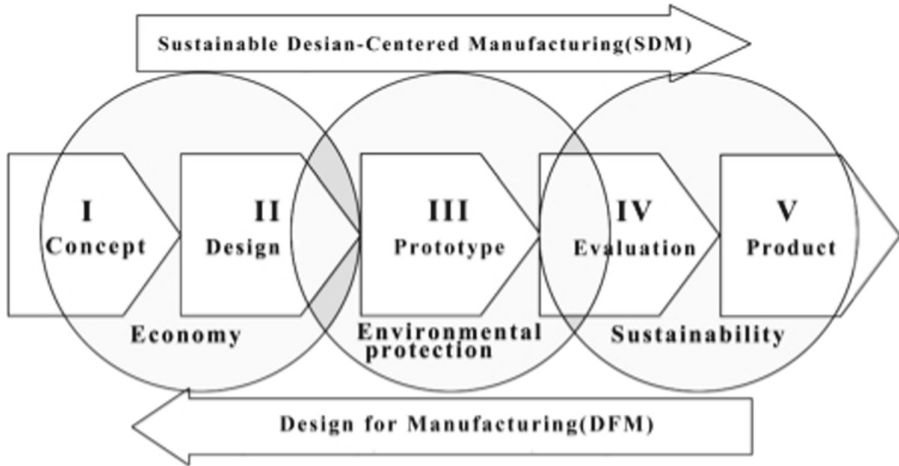 Sustainable Desian-Centered Manufacturing(SDM)
I II III IV V
Concept Design Prototype Evaluation Product
Economy
Environmental
protection
Sustainability
Design for Manufacturing(DFM)